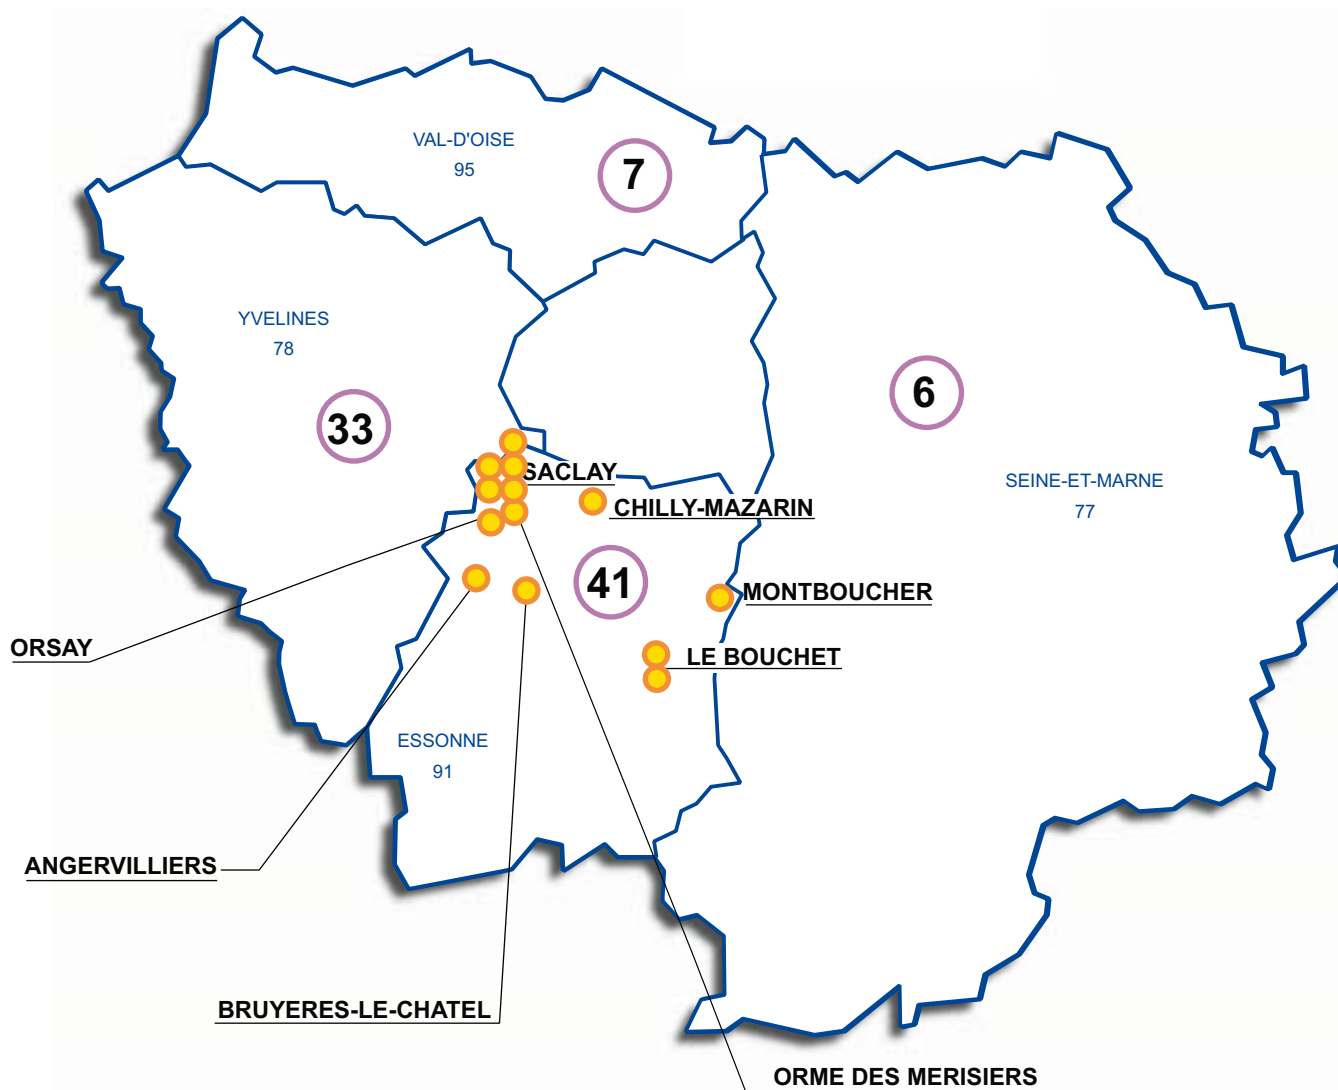 VAL-D'OISE
95
7
YVELINES
78
33
6
SEINE-ET-MARNE
77
SACLAY
CHILLY-MAZARIN
41
MONTBOUCHER
ORSAY
LE BOUCHET
ESSONNE
91
ANGERVILLIERS
BRUYERES-LE-CHATEL
ORME DES MERISIERS